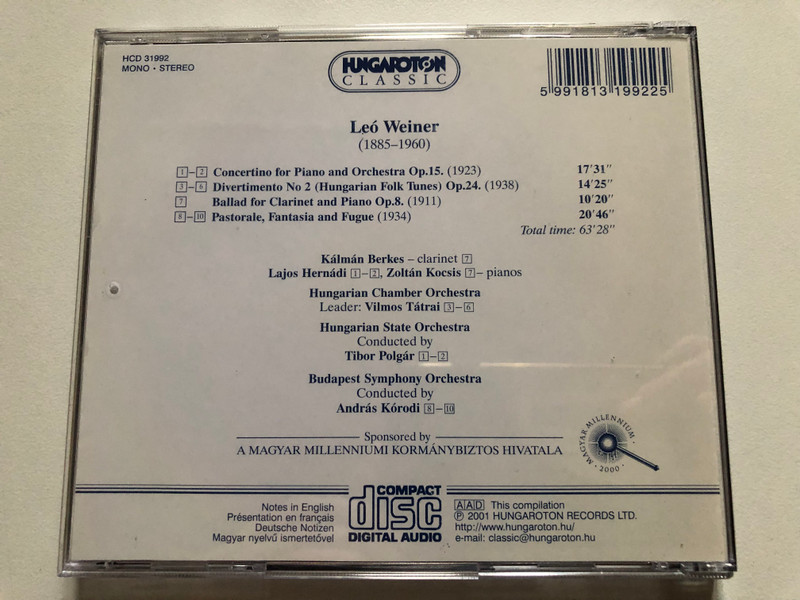 HCD 31992
MONO • STEREO
HUNGAROTON
CLASSIC
5 991813 199225
Leó Weiner
(1885–1960)
1–2 Concertino for Piano and Orchestra Op.15. (1923) 17'31"
3–6 Divertimento No 2 (Hungarian Folk Tunes) Op.24. (1938) 14'25"
7 Ballad for Clarinet and Piano Op.8. (1911) 10'20"
8–10 Pastorale, Fantasia and Fugue (1934) 20'46"
Total time: 63'28"
Kálmán Berkes – clarinet 7
Lajos Hernádi 1–2, Zoltán Kocsis 7 – pianos
Hungarian Chamber Orchestra
Leader: Vilmos Tátrai 3–6
Hungarian State Orchestra
Conducted by
Tibor Polgár 1–2
Budapest Symphony Orchestra
Conducted by
András Kórodi 8–10
Sponsored by
A MAGYAR MILLENNIUMI KORMÁNYBIZTOS HIVATALA
MAGYAR MILLENNIUM • 2000 •
Notes in English
Présentation en français
Deutsche Notizen
Magyar nyelvű ismertetővel
COMPACT
disc
DIGITAL AUDIO
AAD This compilation
℗ 2001 HUNGAROTON RECORDS LTD.
http://www.hungaroton.hu/
e-mail: classic@hungaroton.hu